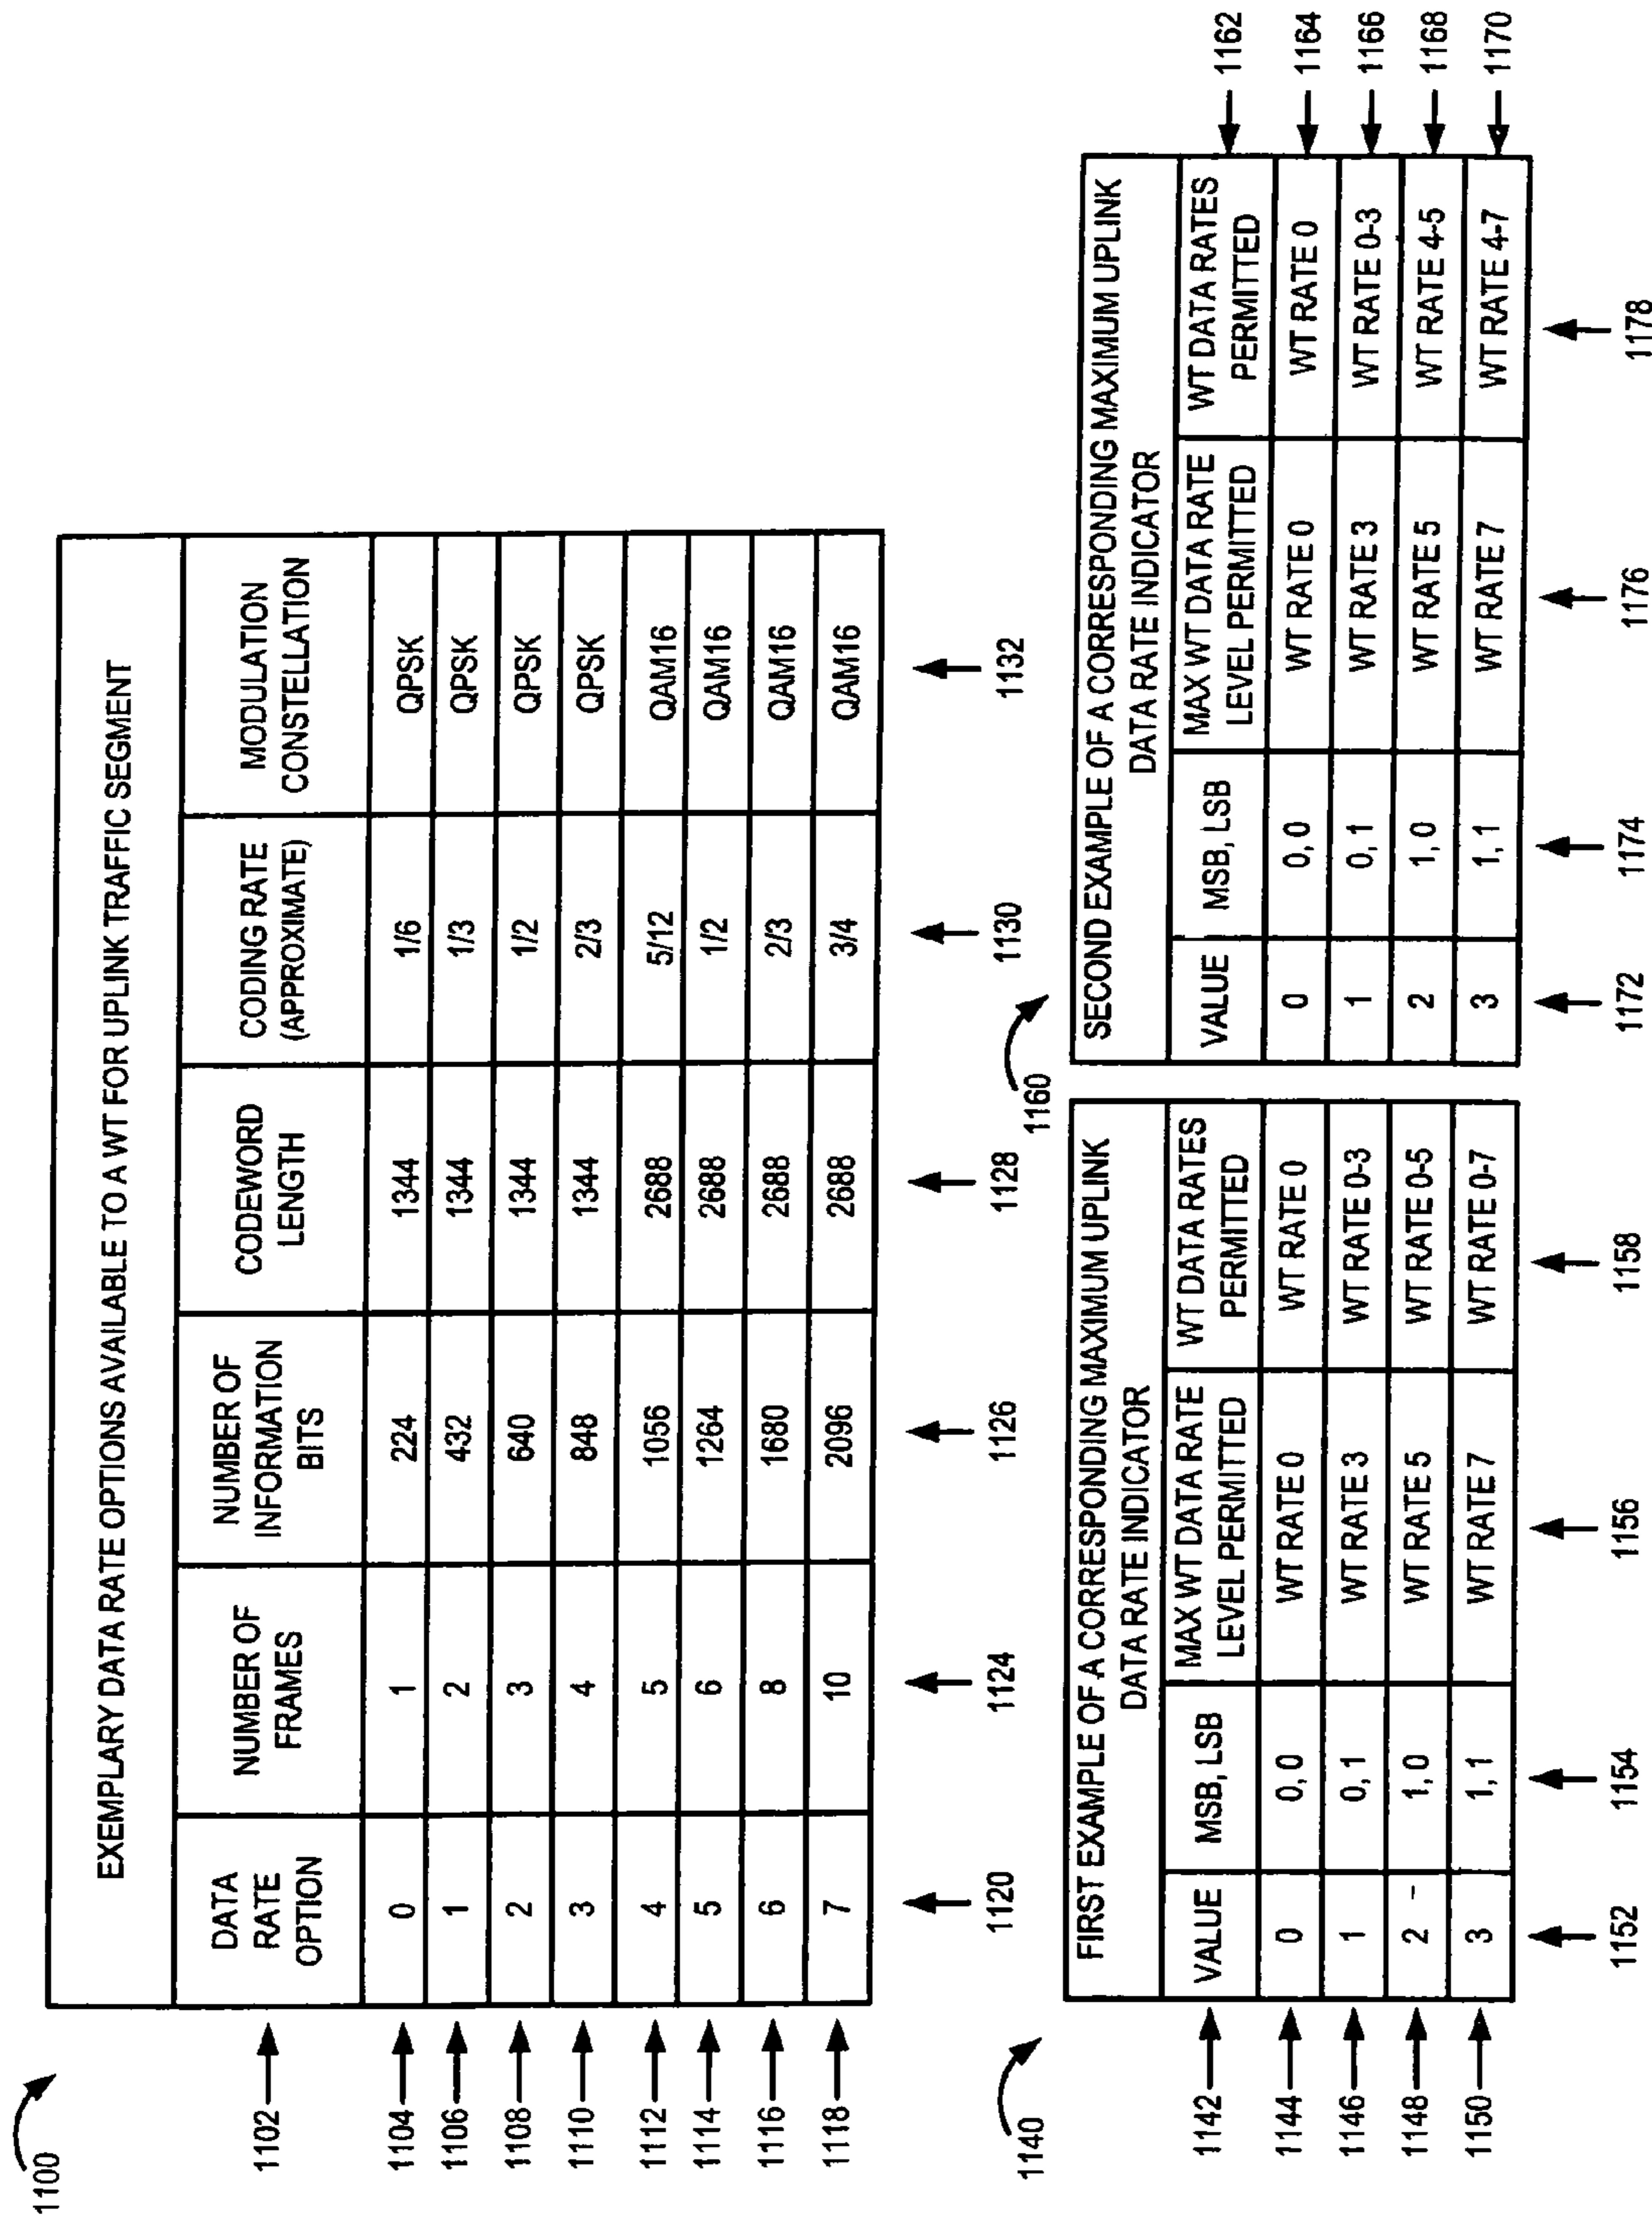 1100
EXEMPLARY DATA RATE OPTIONS AVAILABLE TO A WT FOR UPLINK TRAFFIC SEGMENT
1102 DATA RATE OPTION NUMBER OF FRAMES NUMBER OF INFORMATION BITS CODEWORD LENGTH CODING RATE (APPROXIMATE) MODULATION CONSTELLATION
1104 0 1 224 1344 1/6 QPSK
1106 1 2 432 1344 1/3 QPSK
1108 2 3 640 1344 1/2 QPSK
1110 3 4 848 1344 2/3 QPSK
1112 4 5 1056 2688 5/12 QAM16
1114 5 6 1264 2688 1/2 QAM16
1116 6 8 1680 2688 2/3 QAM16
1118 7 10 2096 2688 3/4 QAM16
1120 1124 1126 1128 1130 1132
1140
FIRST EXAMPLE OF A CORRESPONDING MAXIMUM UPLINK
DATA RATE INDICATOR
1142 VALUE MSB, LSB MAX WT DATA RATE LEVEL PERMITTED WT DATA RATES PERMITTED
1144 0 0, 0 WT RATE 0 WT RATE 0
1146 1 0, 1 WT RATE 3 WT RATE 0-3
1148 2 - 1, 0 WT RATE 5 WT RATE 0-5
1150 3 1, 1 WT RATE 7 WT RATE 0-7
1152 1154 1156 1158
1160
SECOND EXAMPLE OF A CORRESPONDING MAXIMUM UPLINK
DATA RATE INDICATOR
VALUE MSB, LSB MAX WT DATA RATE LEVEL PERMITTED WT DATA RATES PERMITTED 1162
0 0, 0 WT RATE 0 WT RATE 0 1164
1 0, 1 WT RATE 3 WT RATE 0-3 1166
2 1, 0 WT RATE 5 WT RATE 4-5 1168
3 1, 1 WT RATE 7 WT RATE 4-7 1170
1172 1174 1176 1178